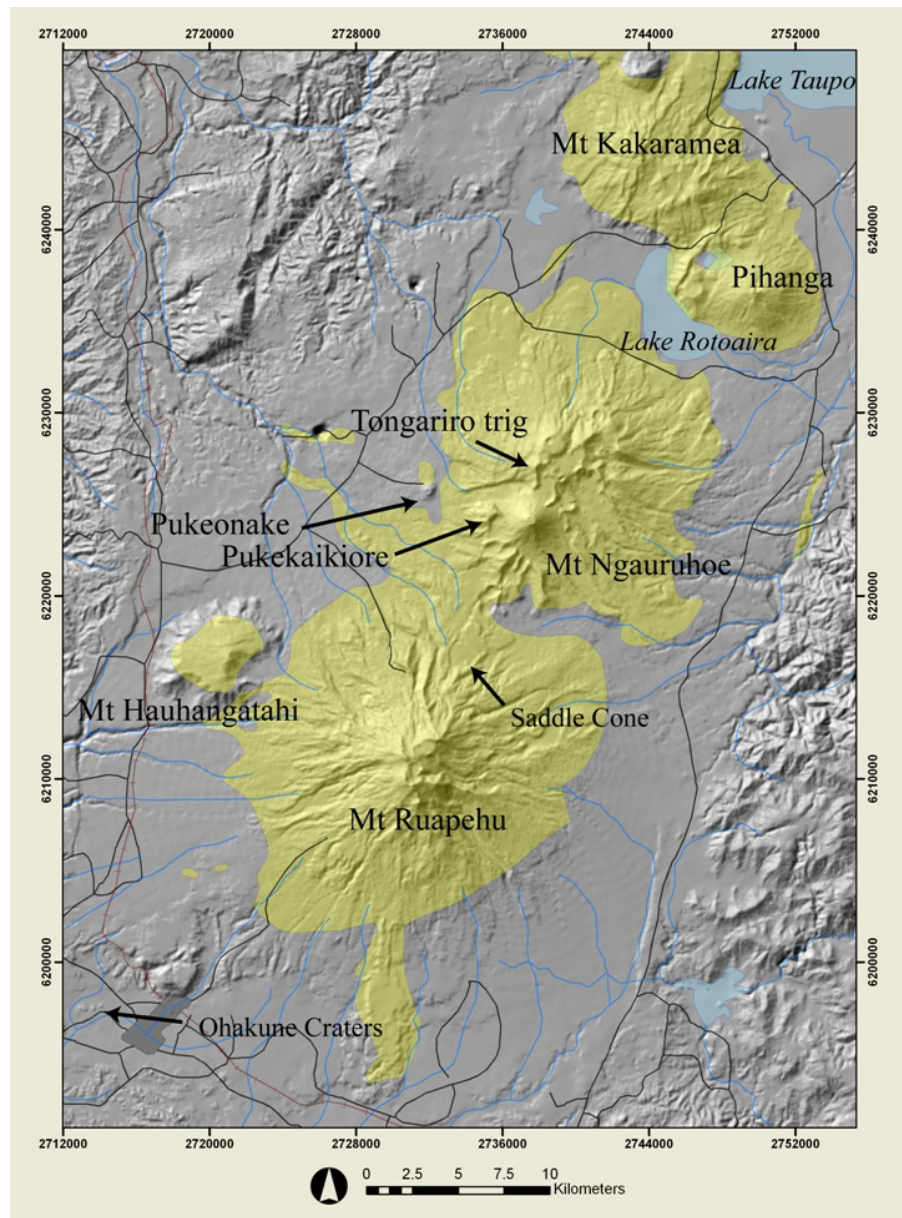 2712000 2720000 2728000 2736000 2744000 2752000
Lake Taupo
Mt Kakaramea
6240000 6240000
Pihanga
Lake Rotoaira
6230000 6230000
Tongariro trig
Pukeonake
Pukekaikiore
Mt Ngauruhoe
6220000 6220000
Mt Hauhangatahi
Saddle Cone
6210000 6210000
Mt Ruapehu
6200000 6200000
Ohakune Craters
2712000 2720000 2728000 2736000 2744000 2752000
0 2.5 5 7.5 10
Kilometers